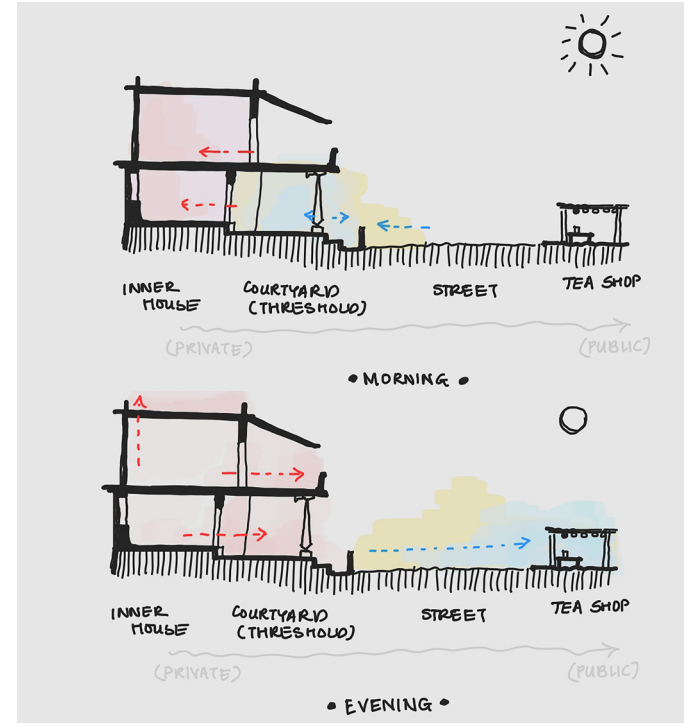 INNER
HOUSE
COURTYARD
(THRESHOLD)
STREET
TEA SHOP
(PRIVATE)
(PUBLIC)
• MORNING •
INNER
HOUSE
COURTYARD
(THRESHOLD)
STREET
TEA SHOP
(PRIVATE)
(PUBLIC)
• EVENING •